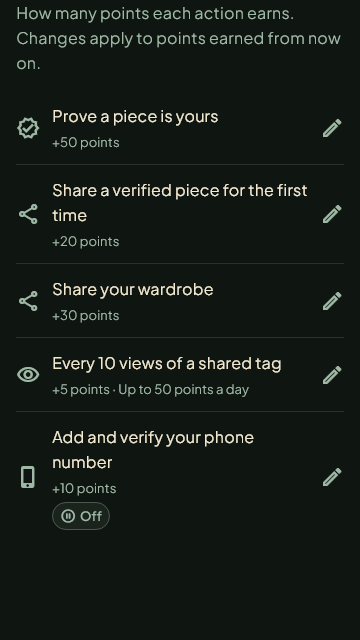 How many points each action earns.
Changes apply to points earned from now
on.
Prove a piece is yours
+50 points
Share a verified piece for the first
time
+20 points
Share your wardrobe
+30 points
Every 10 views of a shared tag
+5 points · Up to 50 points a day
Add and verify your phone
number
+10 points
Off